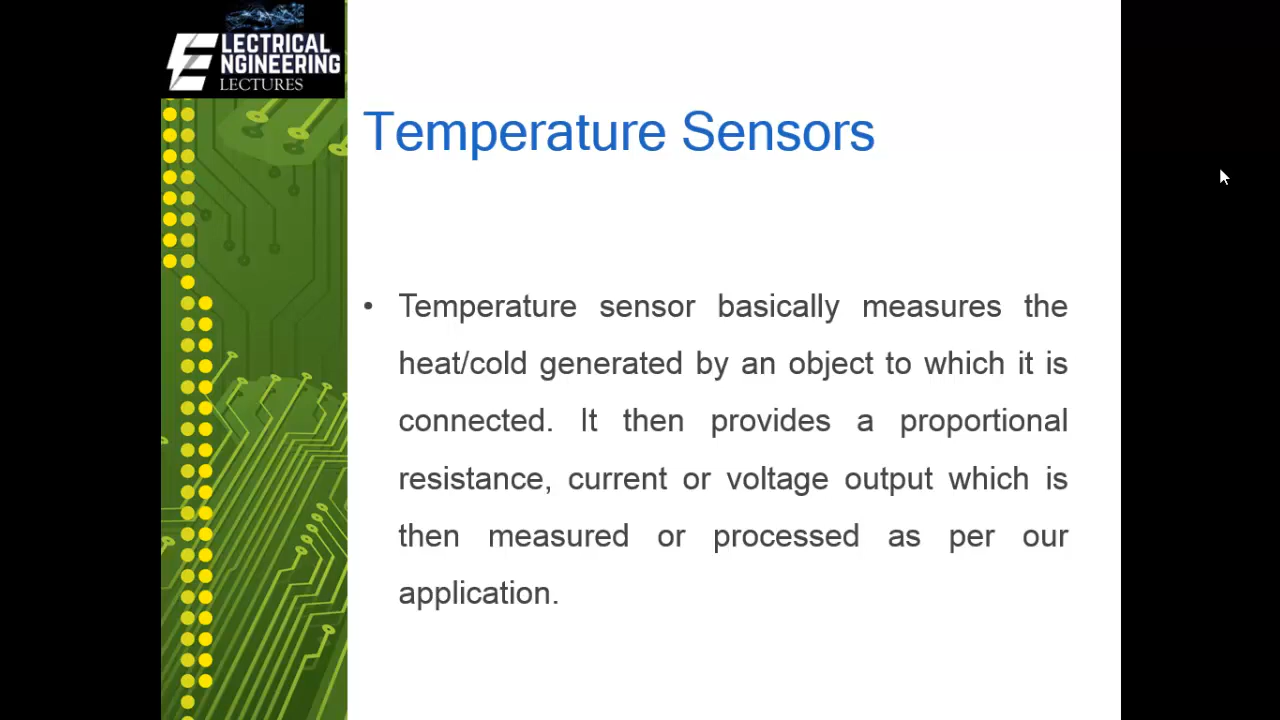 ELECTRICAL
ENGINEERING
LECTURES
Temperature Sensors
• Temperature sensor basically measures the
heat/cold generated by an object to which it is
connected. It then provides a proportional
resistance, current or voltage output which is
then measured or processed as per our
application.